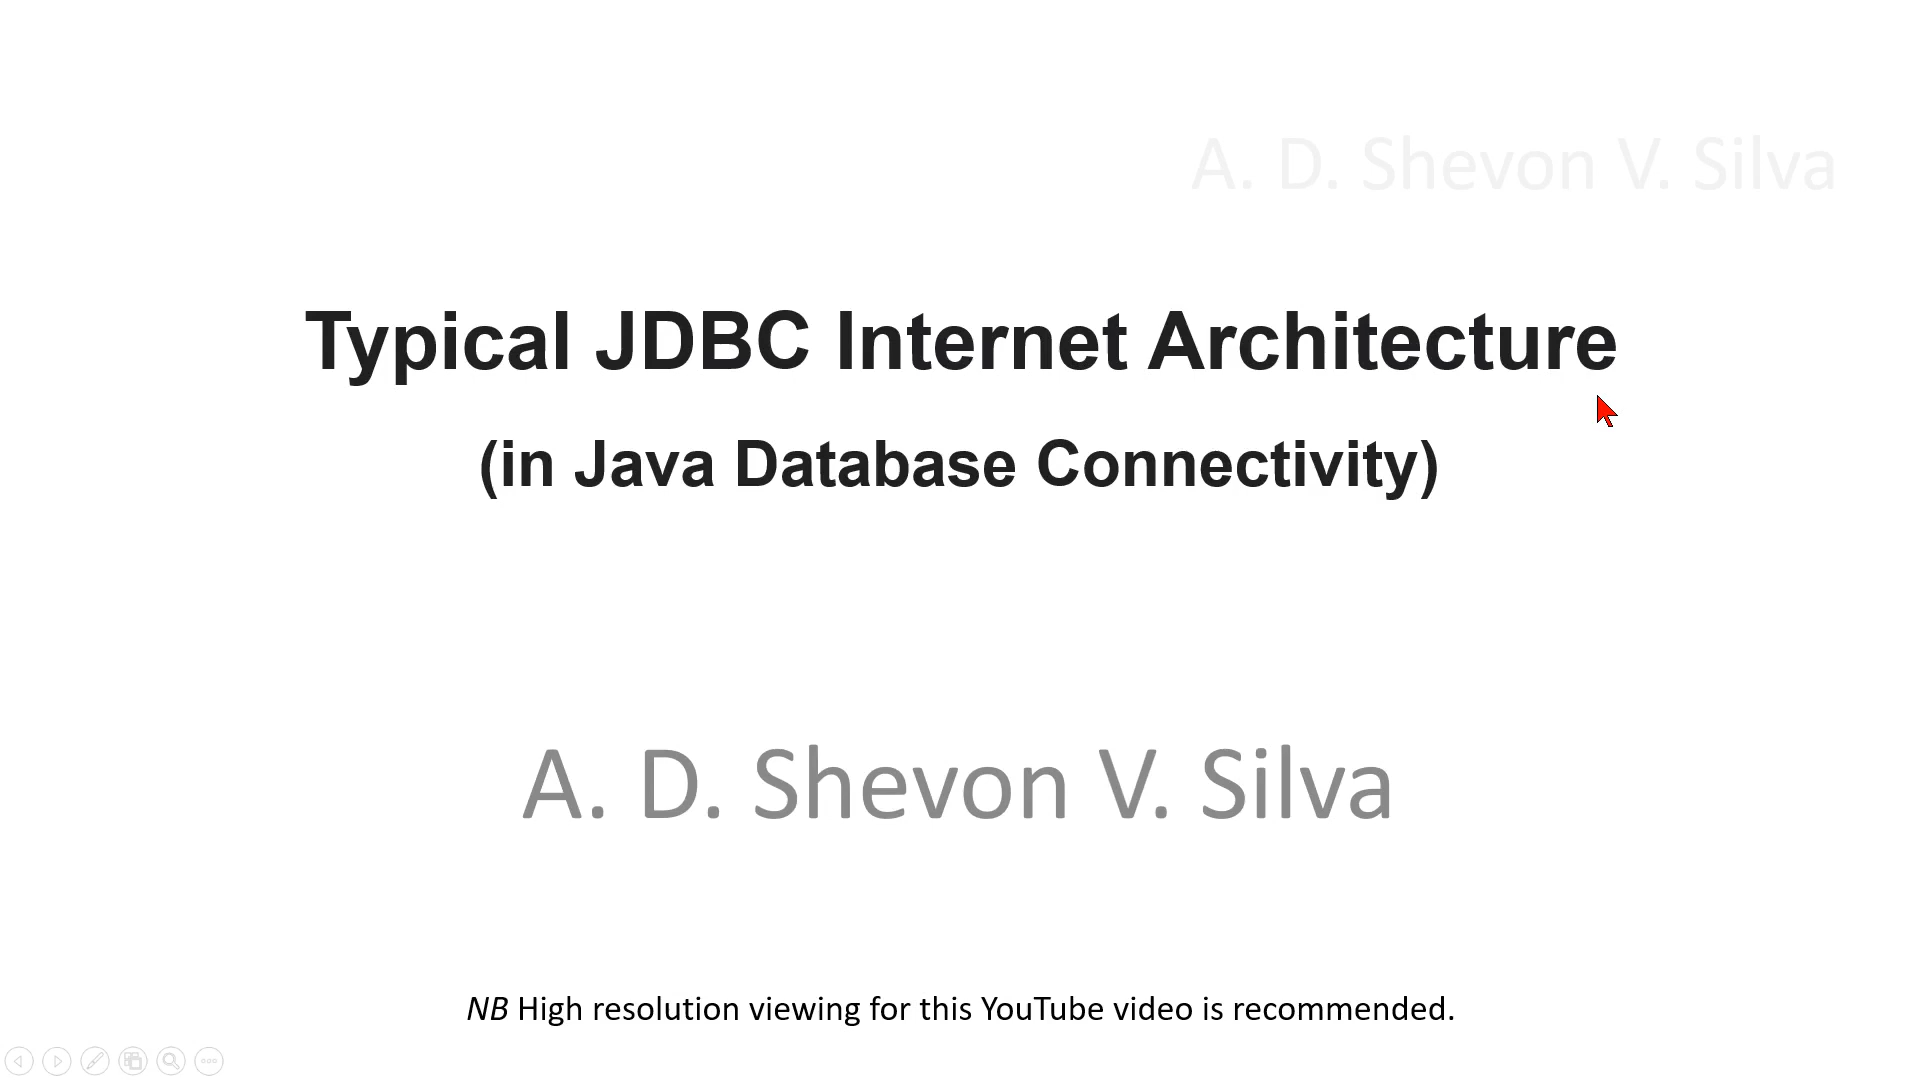 A. D. Shevon V. Silva
Typical JDBC Internet Architecture
(in Java Database Connectivity)
A. D. Shevon V. Silva
NB High resolution viewing for this YouTube video is recommended.